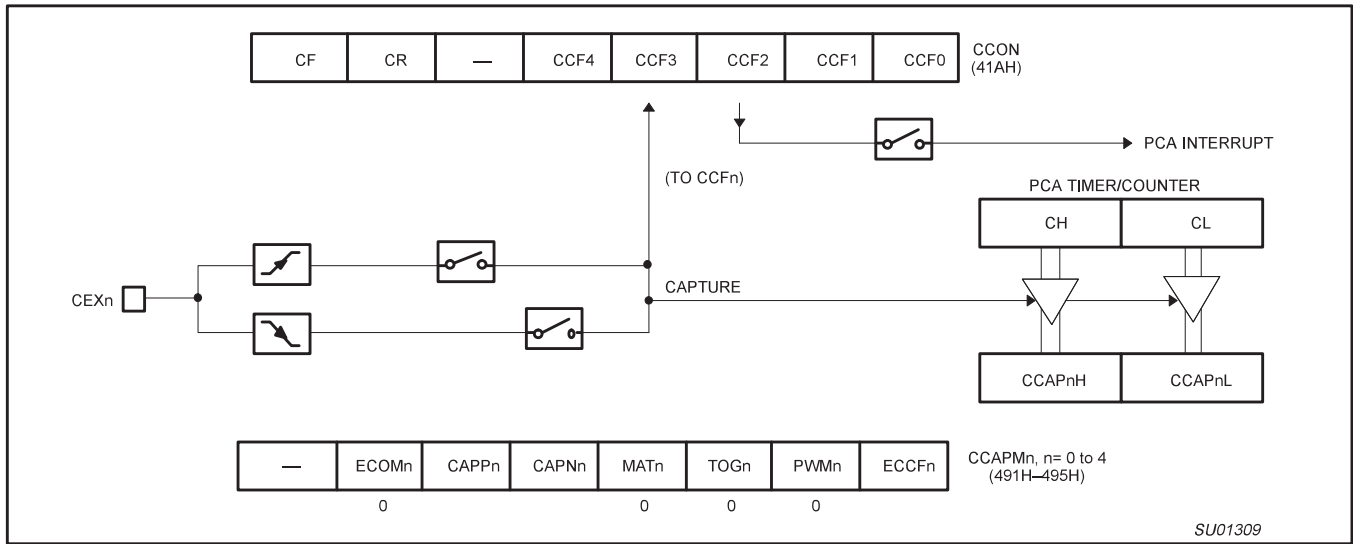 CF CR — CCF4 CCF3 CCF2 CCF1 CCF0
CCON
(41AH)
PCA INTERRUPT
(TO CCFn)
PCA TIMER/COUNTER
CH CL
CEXn
CAPTURE
CCAPnH CCAPnL
— ECOMn CAPPn CAPNn MATn TOGn PWMn ECCFn
CCAPMn, n= 0 to 4
(491H–495H)
0 0 0 0
SU01309